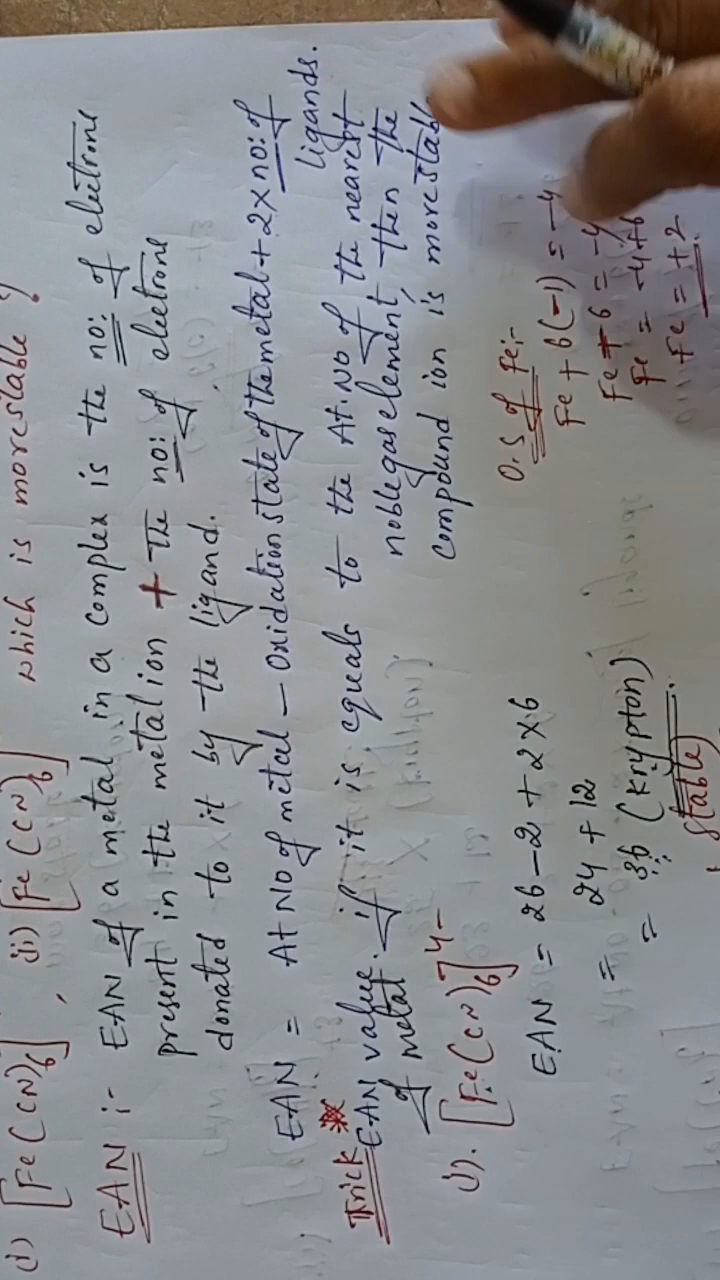 i) [Fe(CN)6] , ii) [Fe(CN)6] which is more stable ?
EAN :- EAN of a metal in a complex is the no: of electrons
present in the metal ion + The no: of electrons
donated to it by the ligand.
EAN = At NO of metal - Oxidation state of the metal + 2 x no: of
ligands.
Trick * EAN value. if it is equals to the At. NO of the nearest
of metal noble gas element, then the
compound ion is more stable
i). [Fe(CN)6]4-
O.S of Fe:-
Fe + 6(-1) = -4
Fe + 6 = -4
Fe = -4+6
Fe = +2
EAN = 26-2+2x6
= 24 + 12
= 36 (Krypton)
stable)